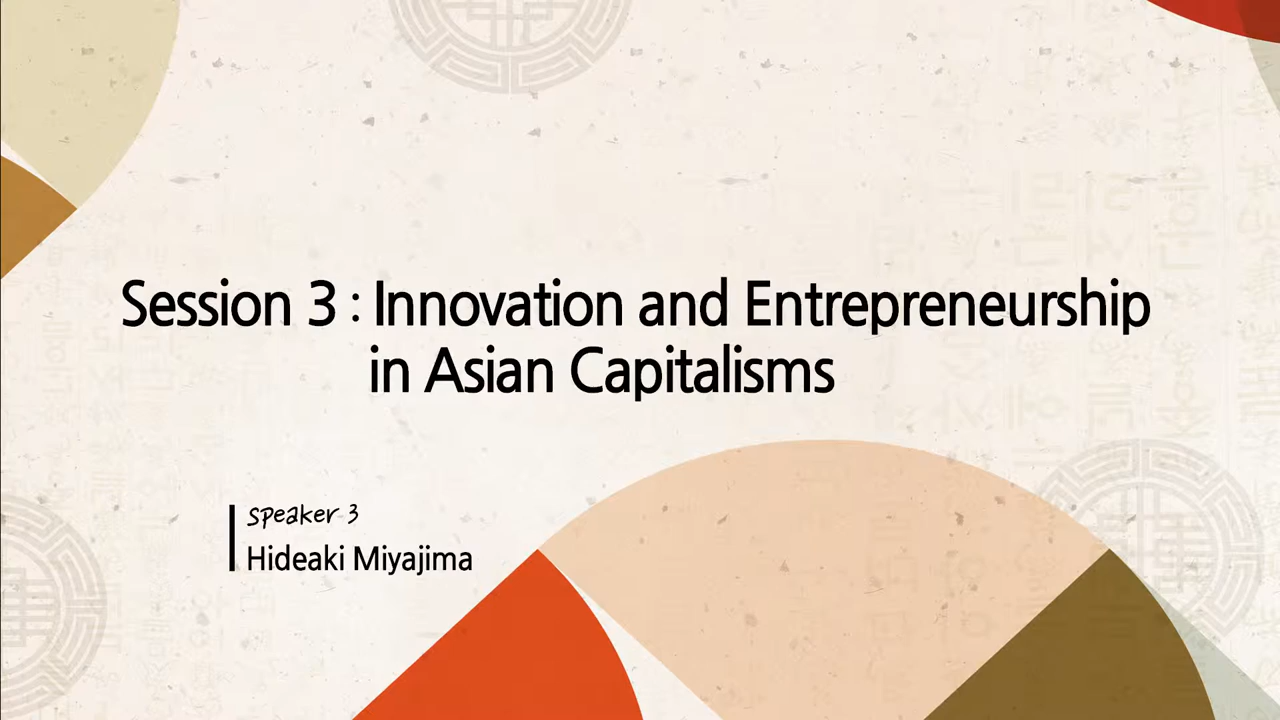 Session 3 : Innovation and Entrepreneurship
in Asian Capitalisms
Speaker 3
Hideaki Miyajima